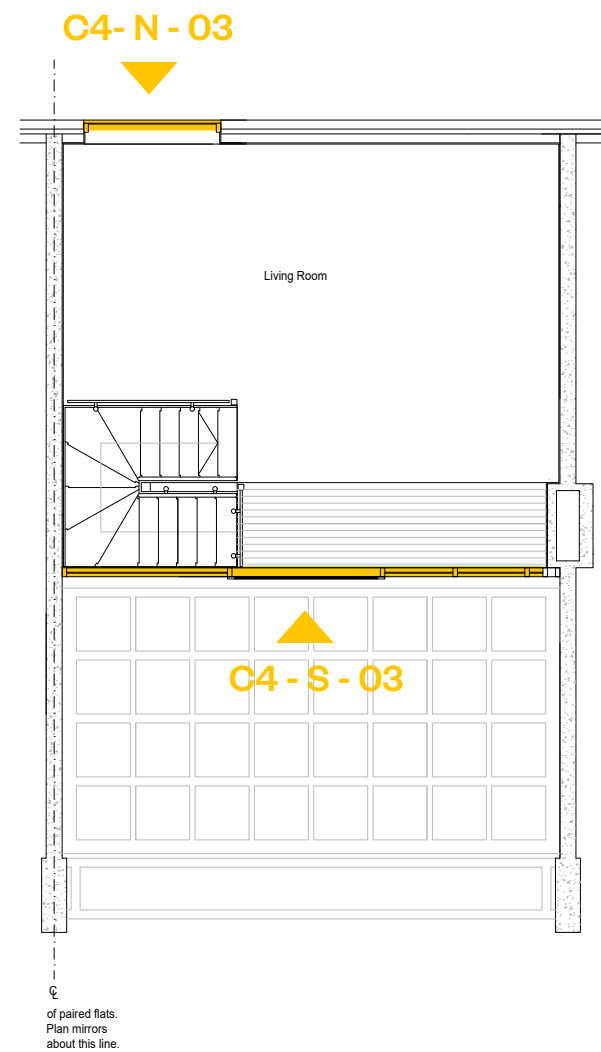 C4- N - 03
Living Room
C4 - S - 03
℄
of paired flats.
Plan mirrors
about this line.